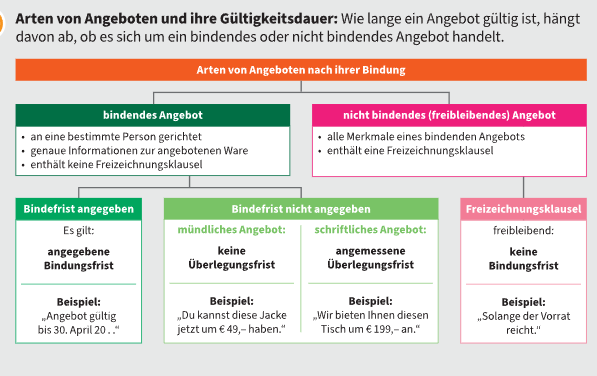 Arten von Angeboten und ihre Gültigkeitsdauer: Wie lange ein Angebot gültig ist, hängt
davon ab, ob es sich um ein bindendes oder nicht bindendes Angebot handelt.
Arten von Angeboten nach ihrer Bindung
bindendes Angebot
• an eine bestimmte Person gerichtet
• genaue Informationen zur angebotenen Ware
• enthält keine Freizeichnungsklausel
nicht bindendes (freibleibendes) Angebot
• alle Merkmale eines bindenden Angebots
• enthält eine Freizeichnungsklausel
Bindefrist angegeben
Es gilt:
angegebene
Bindungsfrist
Beispiel:
„Angebot gültig
bis 30. April 20 . .“
Bindefrist nicht angegeben
mündliches Angebot:
keine
Überlegungsfrist
Beispiel:
„Du kannst diese Jacke
jetzt um € 49,– haben.“
schriftliches Angebot:
angemessene
Überlegungsfrist
Beispiel:
„Wir bieten Ihnen diesen
Tisch um € 199,– an.“
Freizeichnungsklausel
freibleibend:
keine
Bindungsfrist
Beispiel:
„Solange der Vorrat
reicht.“